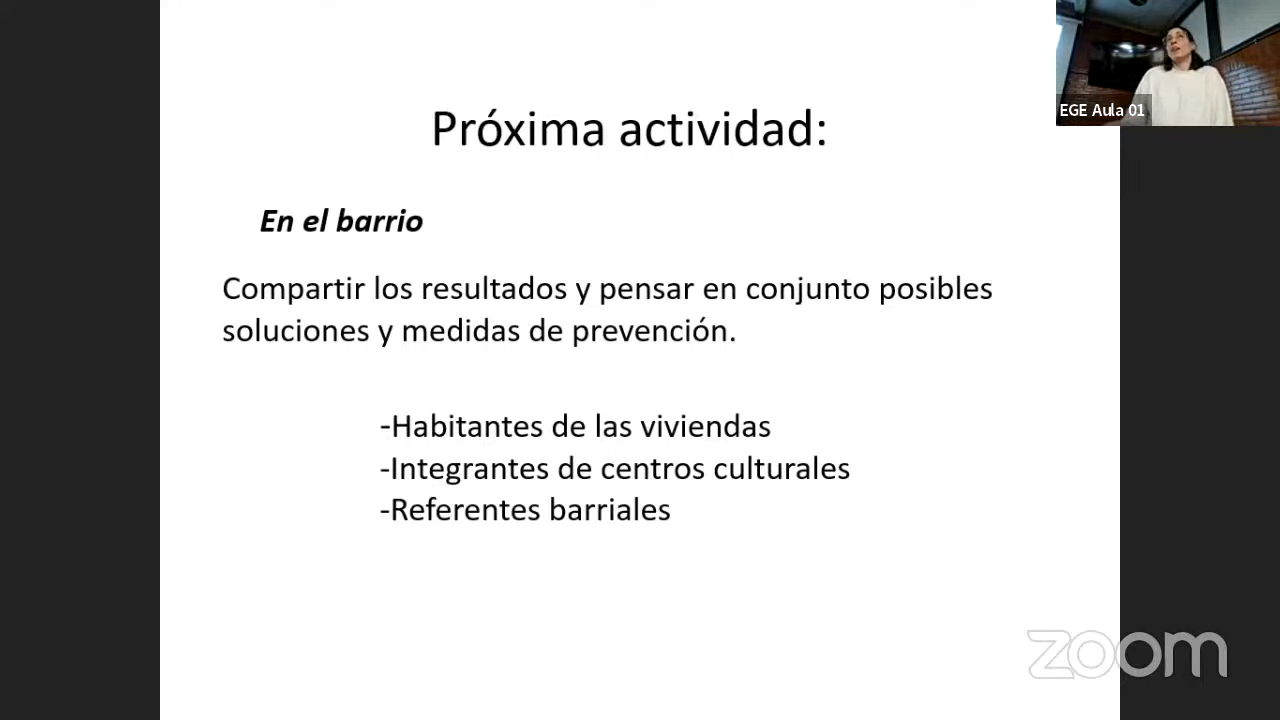 Próxima actividad:
EGE Aula 01
En el barrio
Compartir los resultados y pensar en conjunto posibles
soluciones y medidas de prevención.
-Habitantes de las viviendas
-Integrantes de centros culturales
-Referentes barriales
zoom